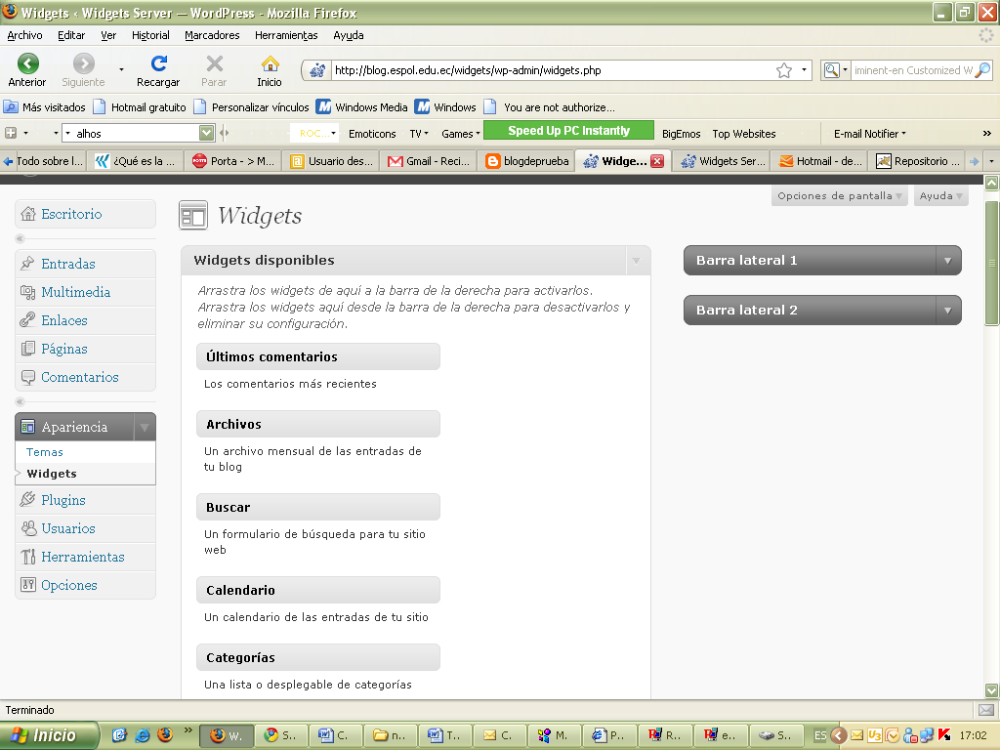 Widgets ‹ Widgets Server — WordPress - Mozilla Firefox
Archivo Editar Ver Historial Marcadores Herramientas Ayuda
Anterior Siguiente Recargar Parar Inicio
http://blog.espol.edu.ec/widgets/wp-admin/widgets.php
iminent-en Customized W
Más visitados Hotmail gratuito Personalizar vínculos Windows Media Windows You are not authorize...
alhos ROC... Emoticons TV Games Speed Up PC Instantly BigEmos Top Websites E-mail Notifier »
Todo sobre l... ¿Qué es la ... Porta - > M... Usuario des... Gmail - Reci... blogdeprueba Widge... Widgets Ser... Hotmail - de... Repositorio ...
Opciones de pantalla Ayuda
Escritorio
Entradas
Multimedia
Enlaces
Páginas
Comentarios
Apariencia
Temas
Widgets
Plugins
Usuarios
Herramientas
Opciones
Widgets
Widgets disponibles
Arrastra los widgets de aquí a la barra de la derecha para activarlos.
Arrastra los widgets aquí desde la barra de la derecha para desactivarlos y
eliminar su configuración.
Últimos comentarios
Los comentarios más recientes
Archivos
Un archivo mensual de las entradas de
tu blog
Buscar
Un formulario de búsqueda para tu sitio
web
Calendario
Un calendario de las entradas de tu sitio
Categorías
Una lista o desplegable de categorías
Barra lateral 1
Barra lateral 2
Terminado
Inicio » W. S.. C. n.. T.. C. M. P.. R.. e.. S.. ES 17:02